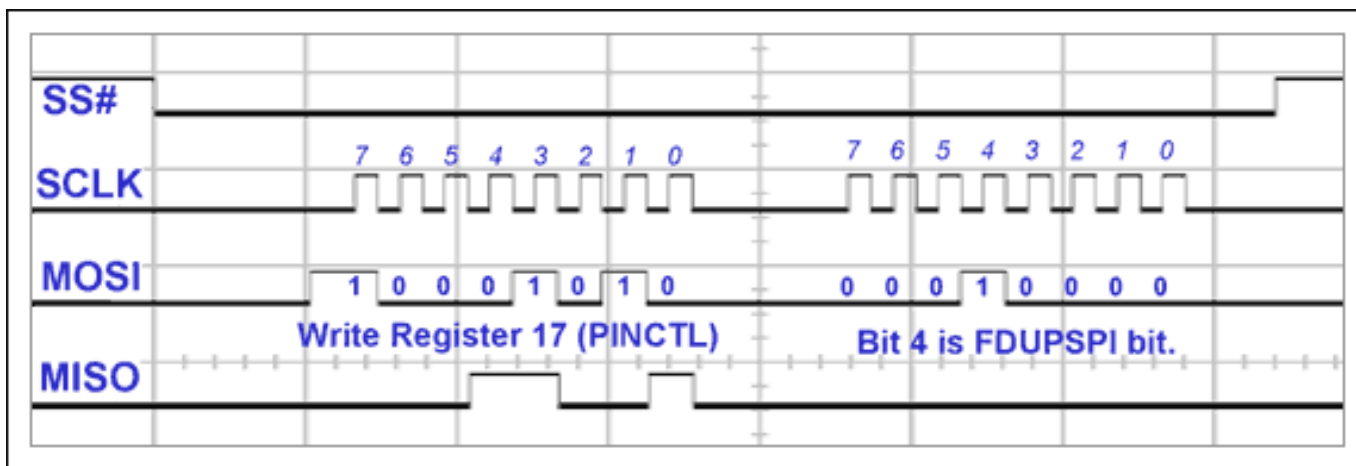 SS#
7 6 5 4 3 2 1 0 7 6 5 4 3 2 1 0
SCLK
MOSI 1 0 0 0 1 0 1 0 0 0 0 1 0 0 0 0
Write Register 17 (PINCTL) Bit 4 is FDUPSPI bit.
MISO